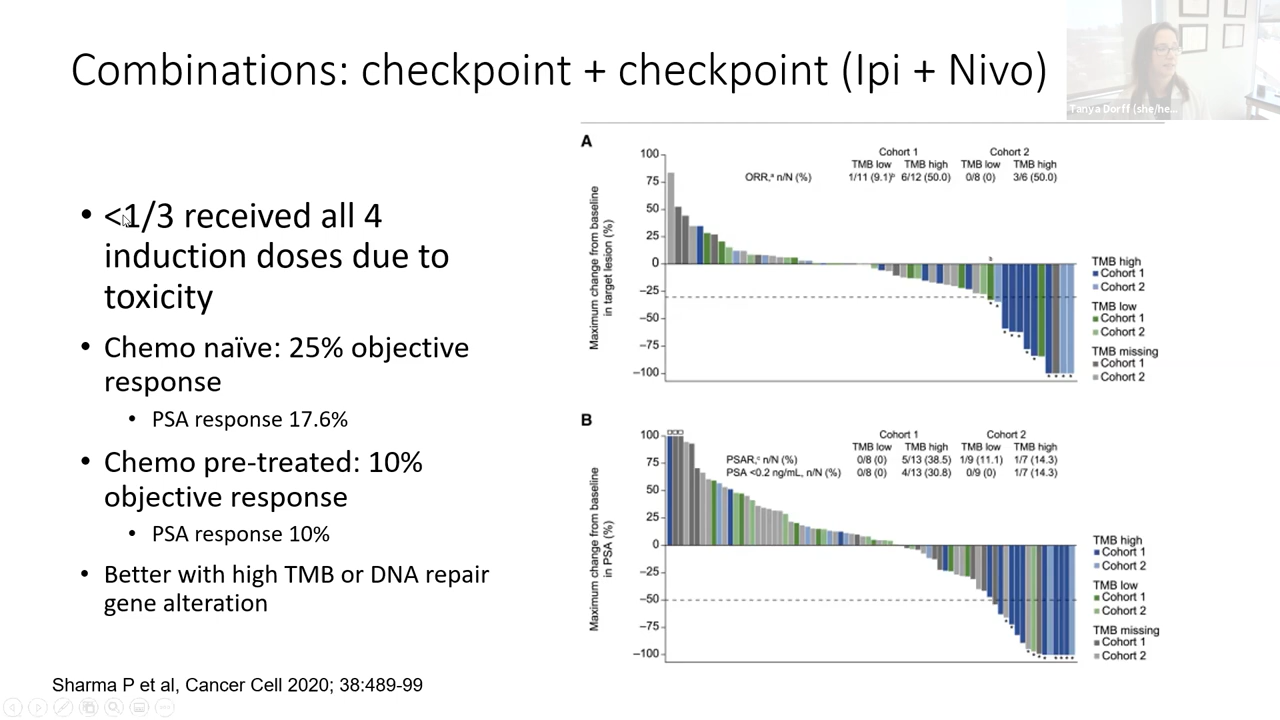 Combinations: checkpoint + checkpoint (Ipi + Nivo)
Tanya Dorff (she/he...
• <1/3 received all 4
induction doses due to
toxicity
• Chemo naïve: 25% objective
response
• PSA response 17.6%
• Chemo pre-treated: 10%
objective response
• PSA response 10%
• Better with high TMB or DNA repair
gene alteration
Sharma P et al, Cancer Cell 2020; 38:489-99
A
Maximum change from baseline
in target lesion (%)
100
75
50
25
0
−25
−50
−75
−100
Cohort 1 Cohort 2
TMB low TMB high TMB low TMB high
ORR,ᵃ n/N (%) 1/11 (9.1)ᵇ 6/12 (50.0) 0/8 (0) 3/6 (50.0)
b
TMB high
Cohort 1
Cohort 2
TMB low
Cohort 1
Cohort 2
TMB missing
Cohort 1
Cohort 2
B
Maximum change from baseline
in PSA (%)
100
75
50
25
0
−25
−50
−75
−100
Cohort 1 Cohort 2
TMB low TMB high TMB low TMB high
PSAR,ᶜ n/N (%) 0/8 (0) 5/13 (38.5) 1/9 (11.1) 1/7 (14.3)
PSA <0.2 ng/mL, n/N (%) 0/8 (0) 4/13 (30.8) 0/9 (0) 1/7 (14.3)
TMB high
Cohort 1
Cohort 2
TMB low
Cohort 1
Cohort 2
TMB missing
Cohort 1
Cohort 2